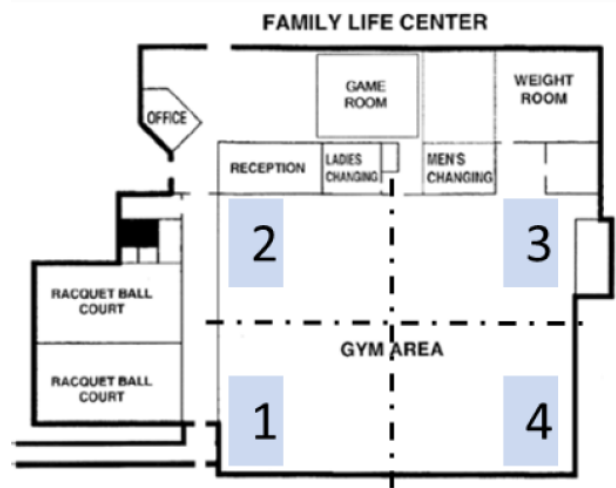 FAMILY LIFE CENTER
GAME
ROOM
WEIGHT
ROOM
OFFICE
RECEPTION
LADIES
CHANGING
MEN'S
CHANGING
2
3
RACQUET BALL
COURT
GYM AREA
RACQUET BALL
COURT
1
4